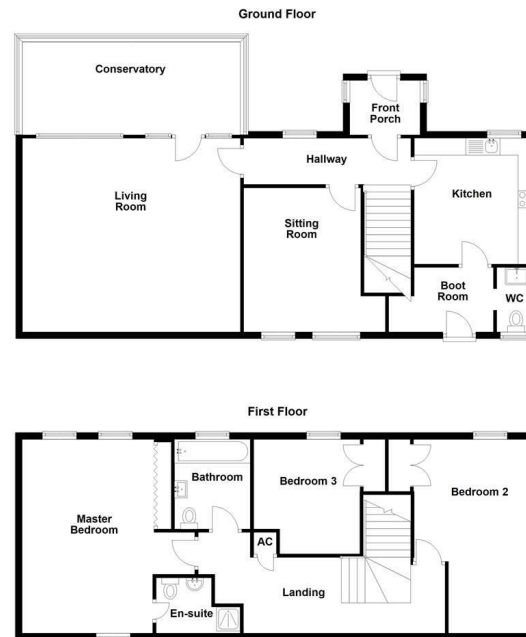 Ground Floor
Conservatory
Front
Porch
Hallway
Living
Room
Kitchen
Sitting
Room
Boot
Room
WC
First Floor
Bathroom
Bedroom 3
Bedroom 2
Master
Bedroom
AC
Landing
En-suite